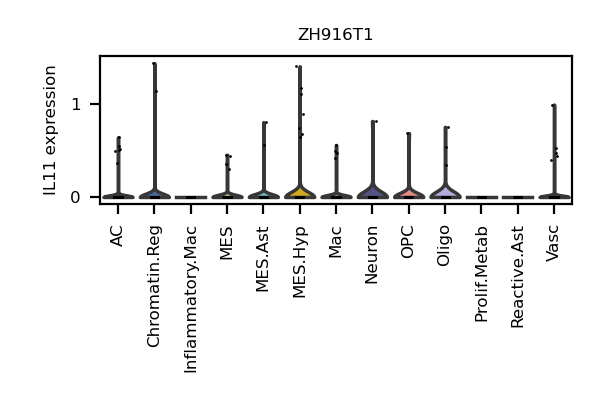 ZH916T1
IL11 expression
1
0
AC
Chromatin.Reg
Inflammatory.Mac
MES
MES.Ast
MES.Hyp
Mac
Neuron
OPC
Oligo
Prolif.Metab
Reactive.Ast
Vasc